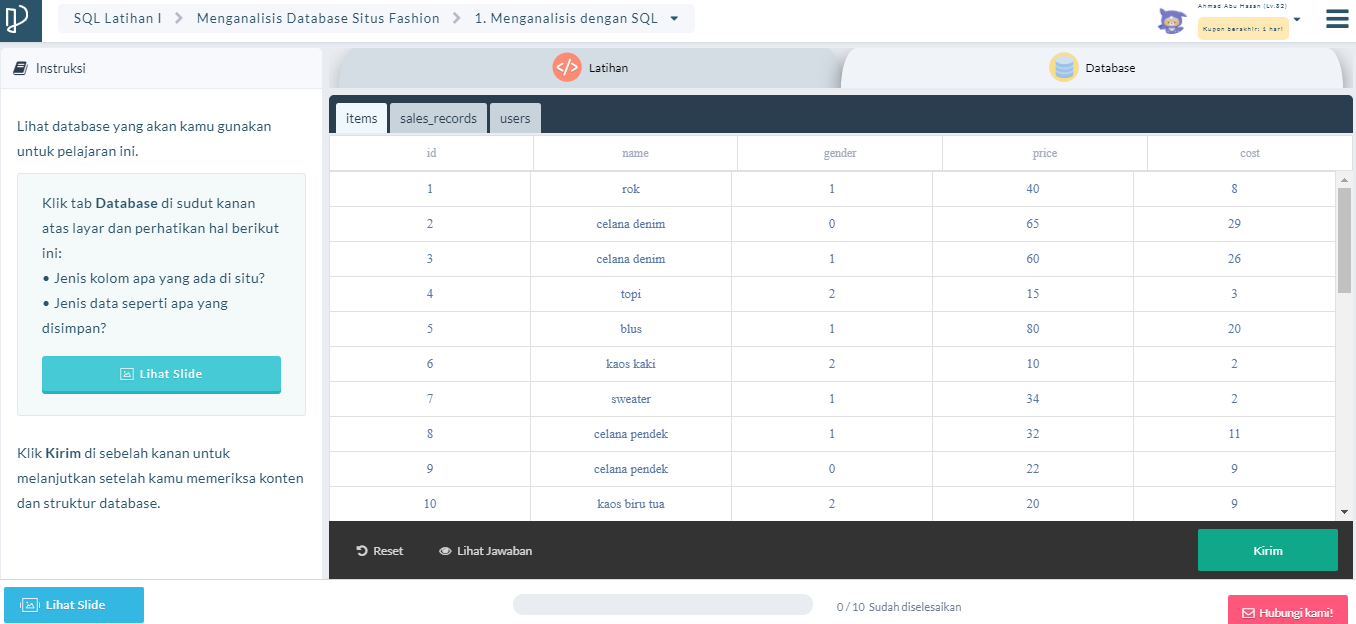 SQL Latihan I
Menganalisis Database Situs Fashion
1. Menganalisis dengan SQL
Ahmad Abu Hasan (Lv.82)
Kupon berakhir: 1 hari
Instruksi
Latihan
Database
Lihat database yang akan kamu gunakan
untuk pelajaran ini.
Klik tab Database di sudut kanan
atas layar dan perhatikan hal berikut
ini:
• Jenis kolom apa yang ada di situ?
• Jenis data seperti apa yang
disimpan?
Lihat Slide
Klik Kirim di sebelah kanan untuk
melanjutkan setelah kamu memeriksa konten
dan struktur database.
items sales_records users
id name gender price cost
1 rok 1 40 8
2 celana denim 0 65 29
3 celana denim 1 60 26
4 topi 2 15 3
5 blus 1 80 20
6 kaos kaki 2 10 2
7 sweater 1 34 2
8 celana pendek 1 32 11
9 celana pendek 0 22 9
10 kaos biru tua 2 20 9
Reset
Lihat Jawaban
Kirim
Lihat Slide
0 / 10 Sudah diselesaikan
Hubungi kami!